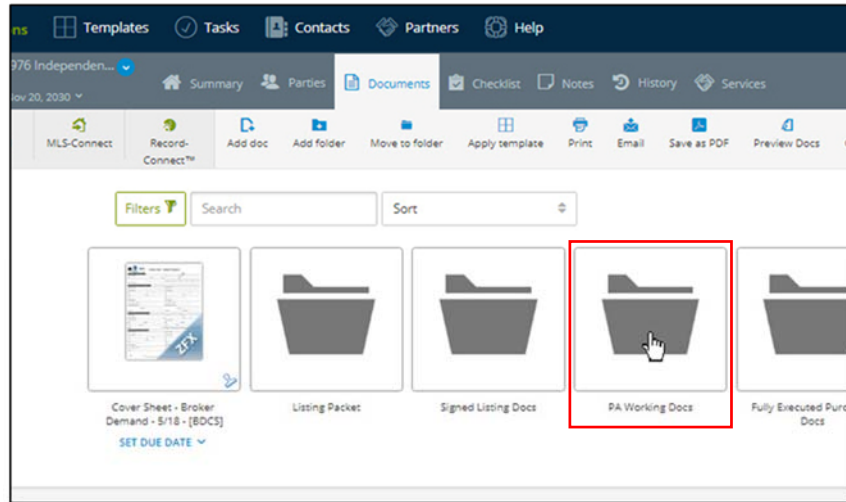 ns Templates Tasks Contacts Partners Help
976 Independen...
Nov 20, 2030
Summary Parties Documents Checklist Notes History Services
MLS-Connect Record-Connect™ Add doc Add folder Move to folder Apply template Print Email Save as PDF Preview Docs
Filters Search Sort
ZFX
Cover Sheet - Broker
Demand - 5/18 - [BDCS]
SET DUE DATE
Listing Packet
Signed Listing Docs
PA Working Docs
Fully Executed Purc
Docs